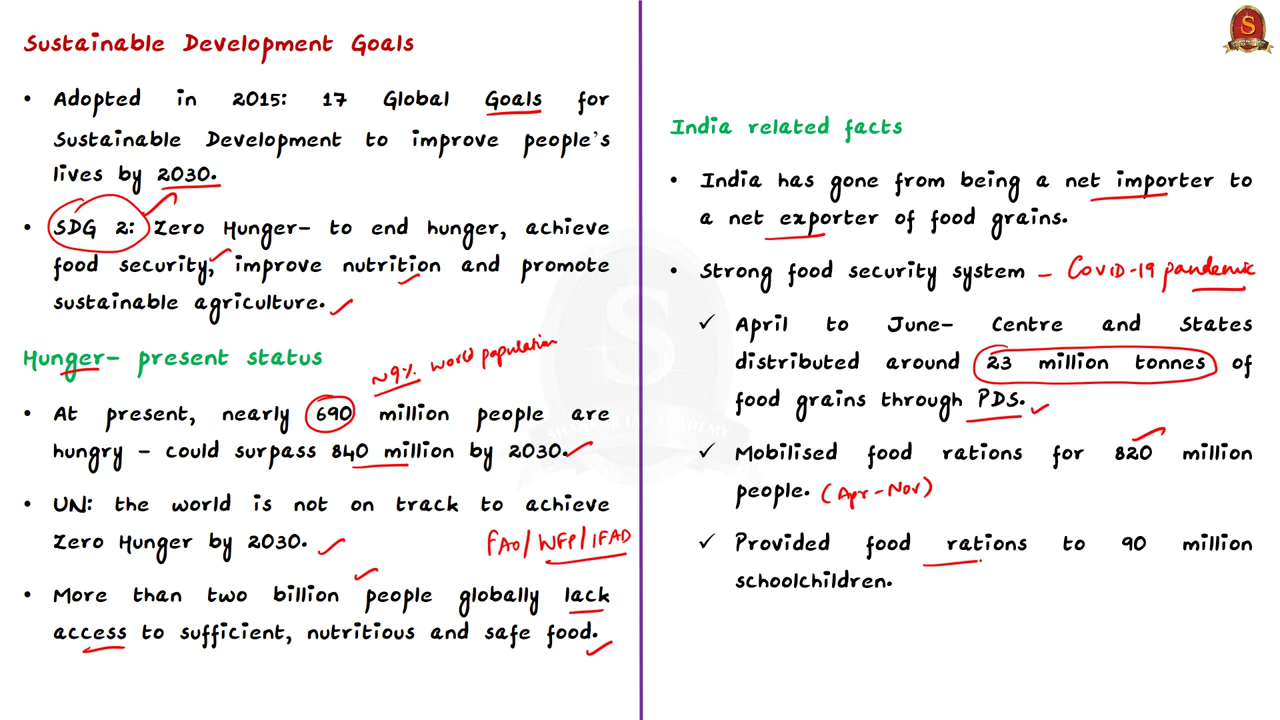 Sustainable Development Goals
• Adopted in 2015: 17 Global Goals for
Sustainable Development to improve people's
lives by 2030.
• SDG 2: Zero Hunger- to end hunger, achieve
food security, improve nutrition and promote
sustainable agriculture.
Hunger- present status
~9% world population
• At present, nearly 690 million people are
hungry - could surpass 840 million by 2030.
• UN: the world is not on track to achieve
Zero Hunger by 2030.
FAO/WFP/IFAD
• More than two billion people globally lack
access to sufficient, nutritious and safe food.
India related facts
• India has gone from being a net importer to
a net exporter of food grains.
• Strong food security system - COVID-19 pandemic
✓ April to June- Centre and States
distributed around 23 million tonnes of
food grains through PDS.
✓ Mobilised food rations for 820 million
people. (Apr-Nov)
✓ Provided food rations to 90 million
schoolchildren.
S
SHANKAR IAS ACADEMY
S